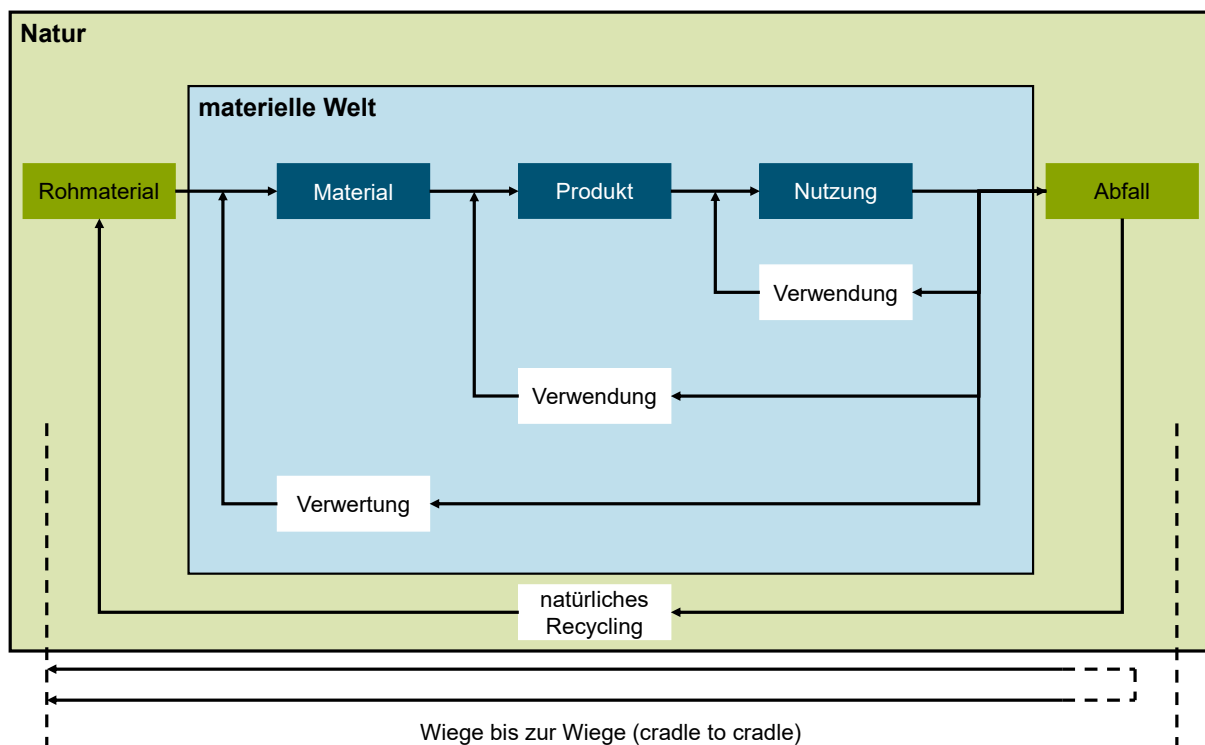 Natur
materielle Welt
Rohmaterial
Material
Produkt
Nutzung
Abfall
Verwendung
Verwendung
Verwertung
natürliches
Recycling
Wiege bis zur Wiege (cradle to cradle)